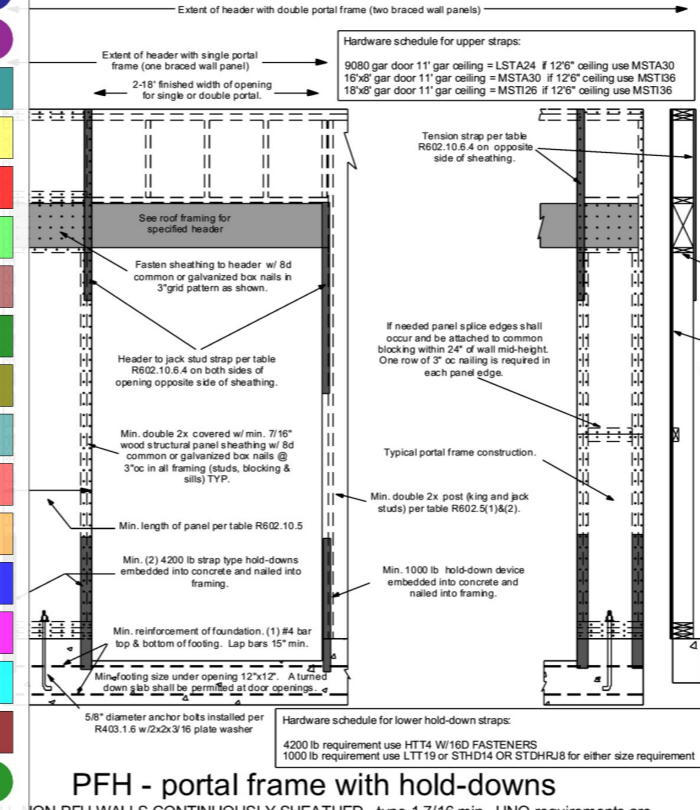 Extent of header with double portal frame (two braced wall panels)
Hardware schedule for upper straps:
9080 gar door 11' gar ceiling = LSTA24 if 12'6" ceiling use MSTA30
16'x8' gar door 11' gar ceiling = MSTA30 if 12'6" ceiling use MSTI36
18'x8' gar door 11' gar ceiling = MSTI26 if 12'6" ceiling use MSTI36
Extent of header with single portal
frame (one braced wall panel)
2-18' finished width of opening
for single or double portal.
Tension strap per table
R602.10.6.4 on opposite
side of sheathing.
See roof framing for
specified header
Fasten sheathing to header w/ 8d
common or galvanized box nails in
3"grid pattern as shown.
Header to jack stud strap per table
R602.10.6.4 on both sides of
opening opposite side of sheathing.
If needed panel splice edges shall
occur and be attached to common
blocking within 24" of wall mid-height.
One row of 3" oc nailing is required in
each panel edge.
Min. double 2x covered w/ min. 7/16"
wood structural panel sheathing w/ 8d
common or galvanized box nails @
3"oc in all framing (studs, blocking &
sills) TYP.
Typical portal frame construction.
Min. double 2x post (king and jack
studs) per table R602.5(1)&(2).
Min. length of panel per table R602.10.5
Min. (2) 4200 lb strap type hold-downs
embedded into concrete and nailed into
framing.
Min. 1000 lb hold-down device
embedded into concrete and
nailed into framing.
Min. reinforcement of foundation. (1) #4 bar
top & bottom of footing. Lap bars 15" min.
Min. footing size under opening 12"x12". A turned
down slab shall be permitted at door openings.
5/8" diameter anchor bolts installed per
R403.1.6 w/2x2x3/16 plate washer
Hardware schedule for lower hold-down straps:
4200 lb requirement use HTT4 W/16D FASTENERS
1000 lb requirement use LTT19 or STHD14 OR STDHRJ8 for either size requirement
PFH - portal frame with hold-downs